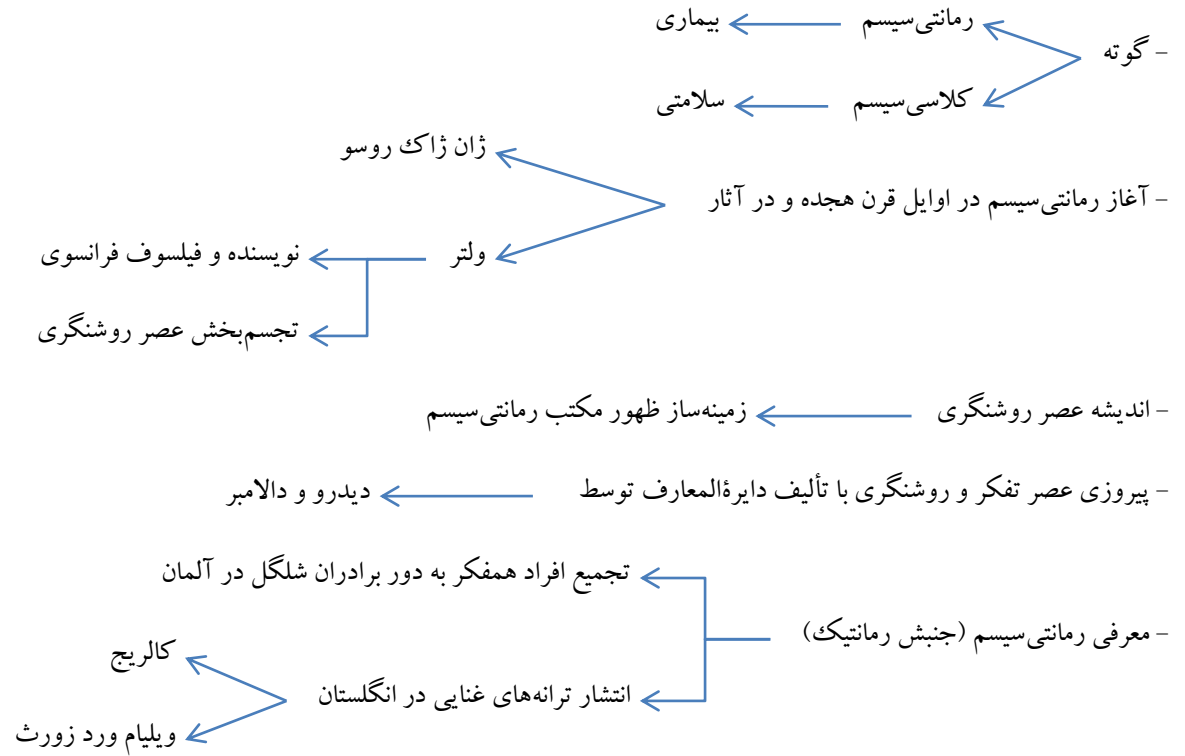 رمانتی‌سیسم بیماری
- گوته
کلاسی‌سیسم سلامتی
ژان ژاک روسو
- آغاز رمانتی‌سیسم در اوایل قرن هجده و در آثار
ولتر نویسنده و فیلسوف فرانسوی
تجسم‌بخش عصر روشنگری
- اندیشه عصر روشنگری زمینه‌ساز ظهور مکتب رمانتی‌سیسم
- پیروزی عصر تفکر و روشنگری با تألیف دایرةالمعارف توسط دیدرو و دالامبر
تجمیع افراد همفکر به دور برادران شلگل در آلمان
- معرفی رمانتی‌سیسم (جنبش رمانتیک)
کالریج
انتشار ترانه‌های غنایی در انگلستان
ویلیام ورد زورث